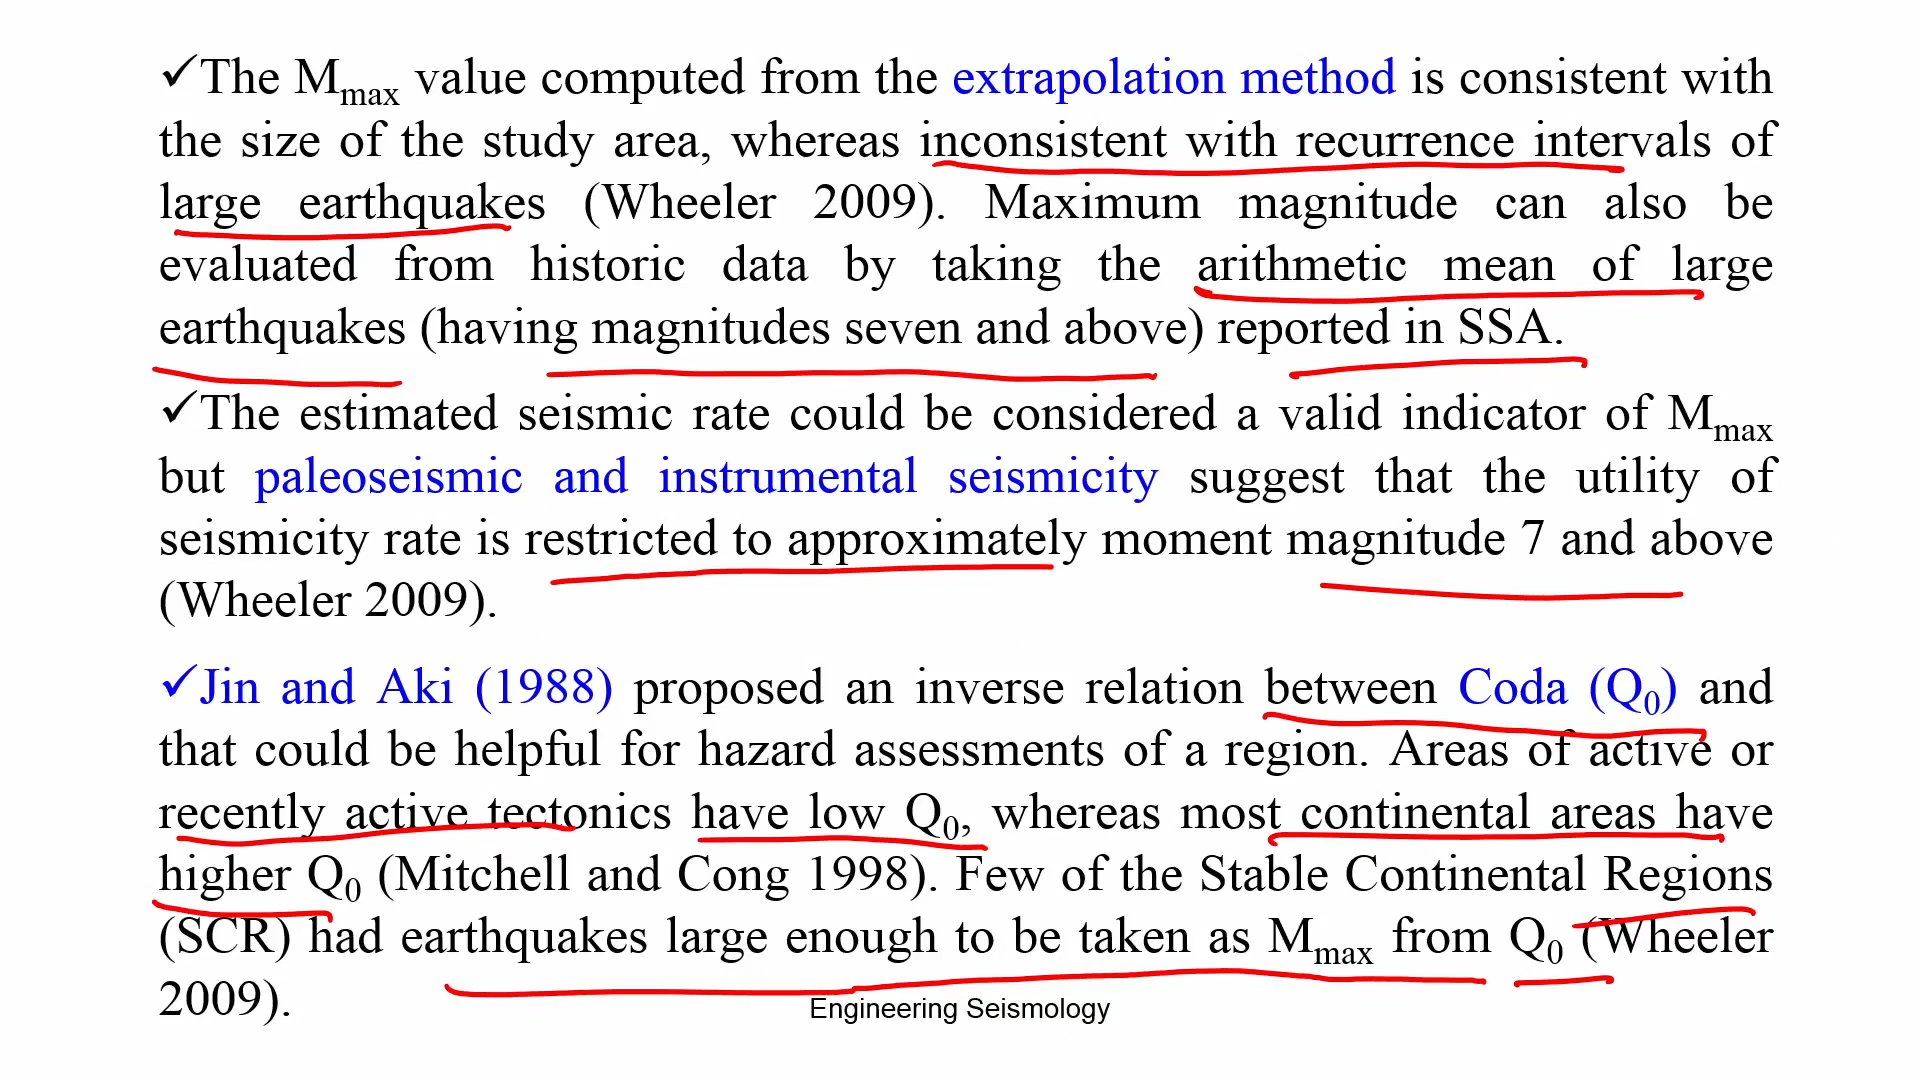 ✓The Mmax value computed from the extrapolation method is consistent with
the size of the study area, whereas inconsistent with recurrence intervals of
large earthquakes (Wheeler 2009). Maximum magnitude can also be
evaluated from historic data by taking the arithmetic mean of large
earthquakes (having magnitudes seven and above) reported in SSA.
✓The estimated seismic rate could be considered a valid indicator of Mmax
but paleoseismic and instrumental seismicity suggest that the utility of
seismicity rate is restricted to approximately moment magnitude 7 and above
(Wheeler 2009).
✓Jin and Aki (1988) proposed an inverse relation between Coda (Q0) and
that could be helpful for hazard assessments of a region. Areas of active or
recently active tectonics have low Q0, whereas most continental areas have
higher Q0 (Mitchell and Cong 1998). Few of the Stable Continental Regions
(SCR) had earthquakes large enough to be taken as Mmax from Q0 (Wheeler
2009).
Engineering Seismology